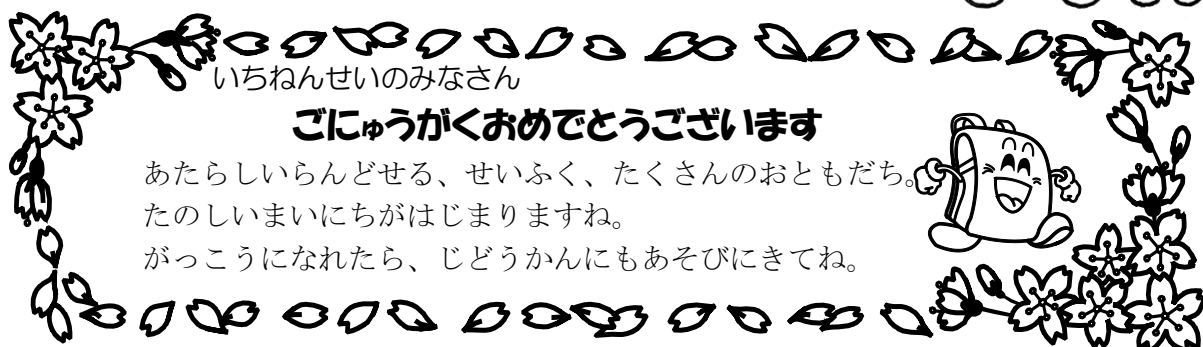 いちねんせいのみなさん
ごにゅうがくおめでとうございます
あたらしいらんどせる、せいふく、たくさんのおともだち。
たのしいまいにちがはじまりますね。
がっこうになれたら、じどうかんにもあそびにきてね。